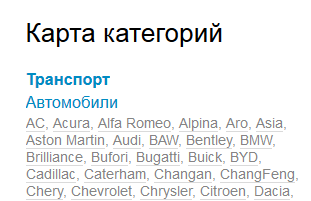 Карта категорий
Транспорт
Автомобили
AC, Acura, Alfa Romeo, Alpina, Aro, Asia,
Aston Martin, Audi, BAW, Bentley, BMW,
Brilliance, Bufori, Bugatti, Buick, BYD,
Cadillac, Caterham, Changan, ChangFeng,
Chery, Chevrolet, Chrysler, Citroen, Dacia,